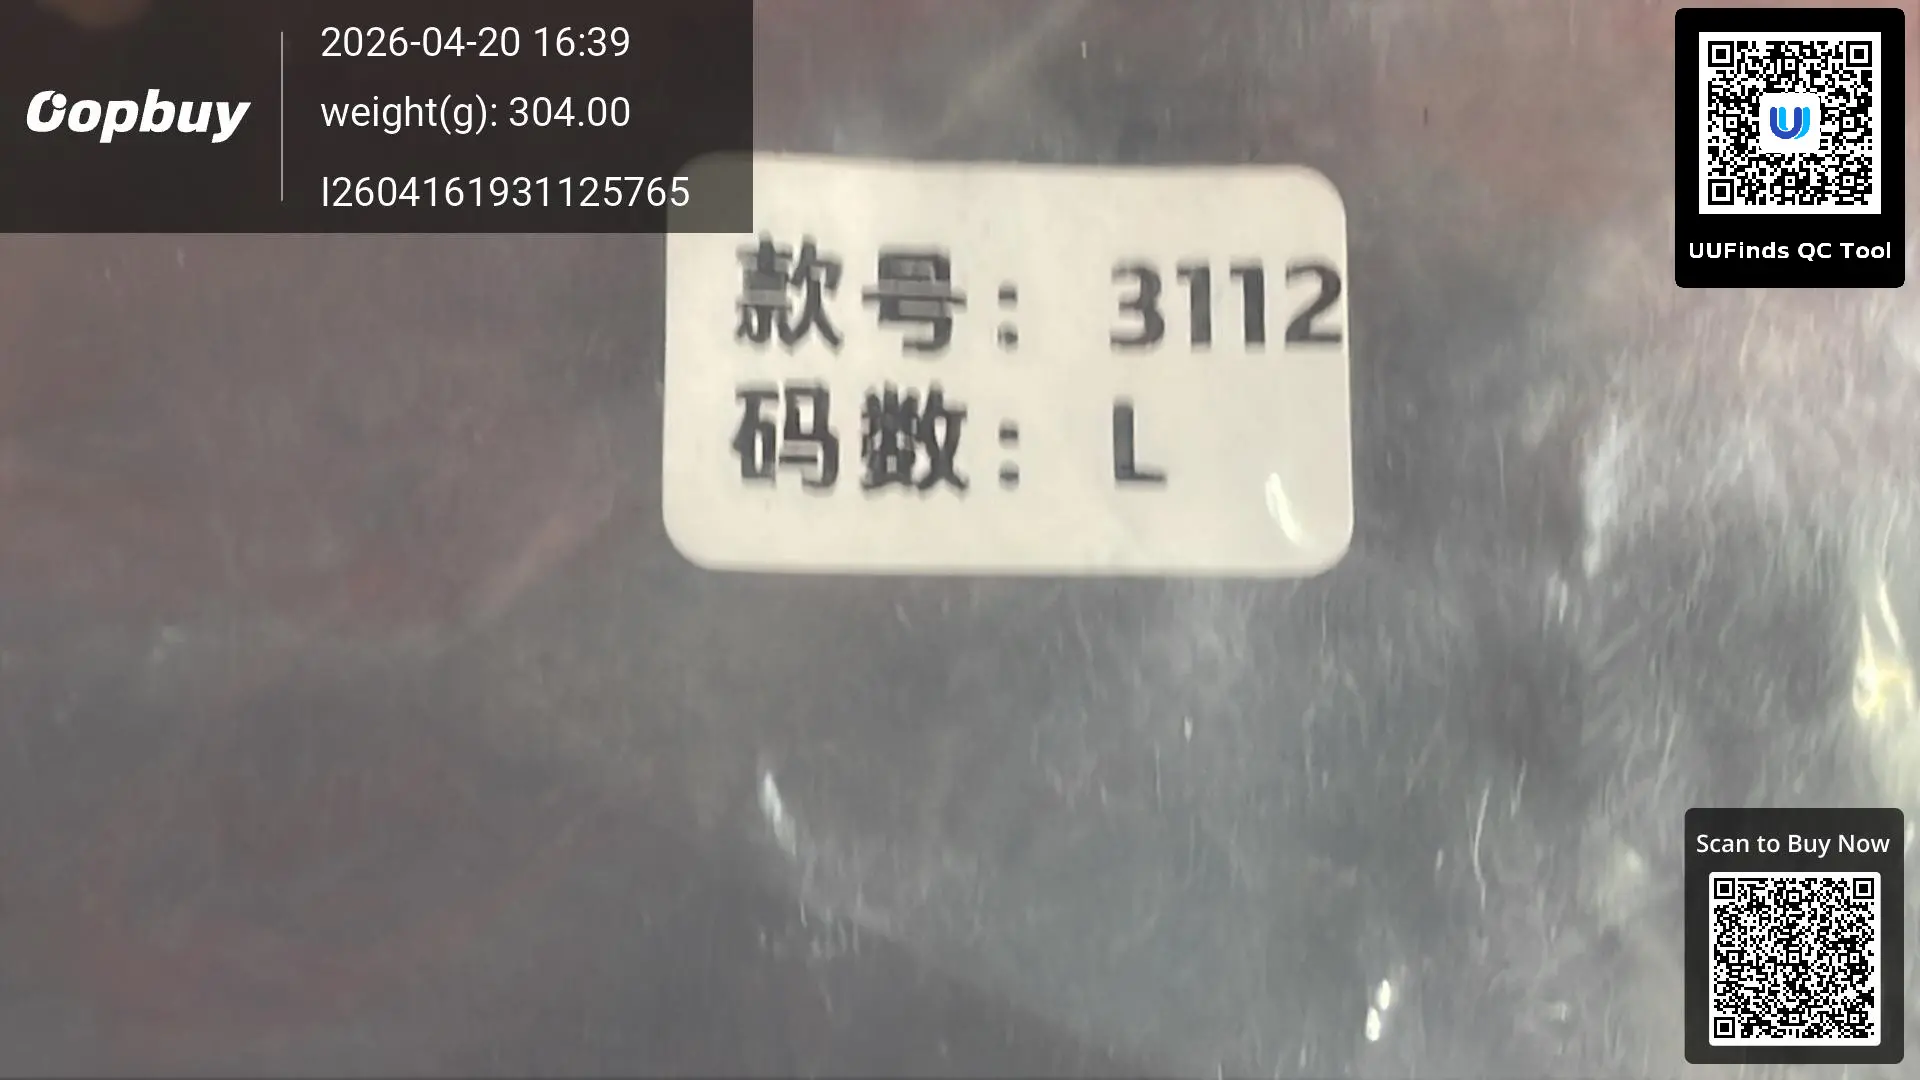 Oopbuy
2026-04-20 16:39
weight(g): 304.00
I2604161931125765
UUFinds QC Tool
款号: 3112
码数: L
Scan to Buy Now